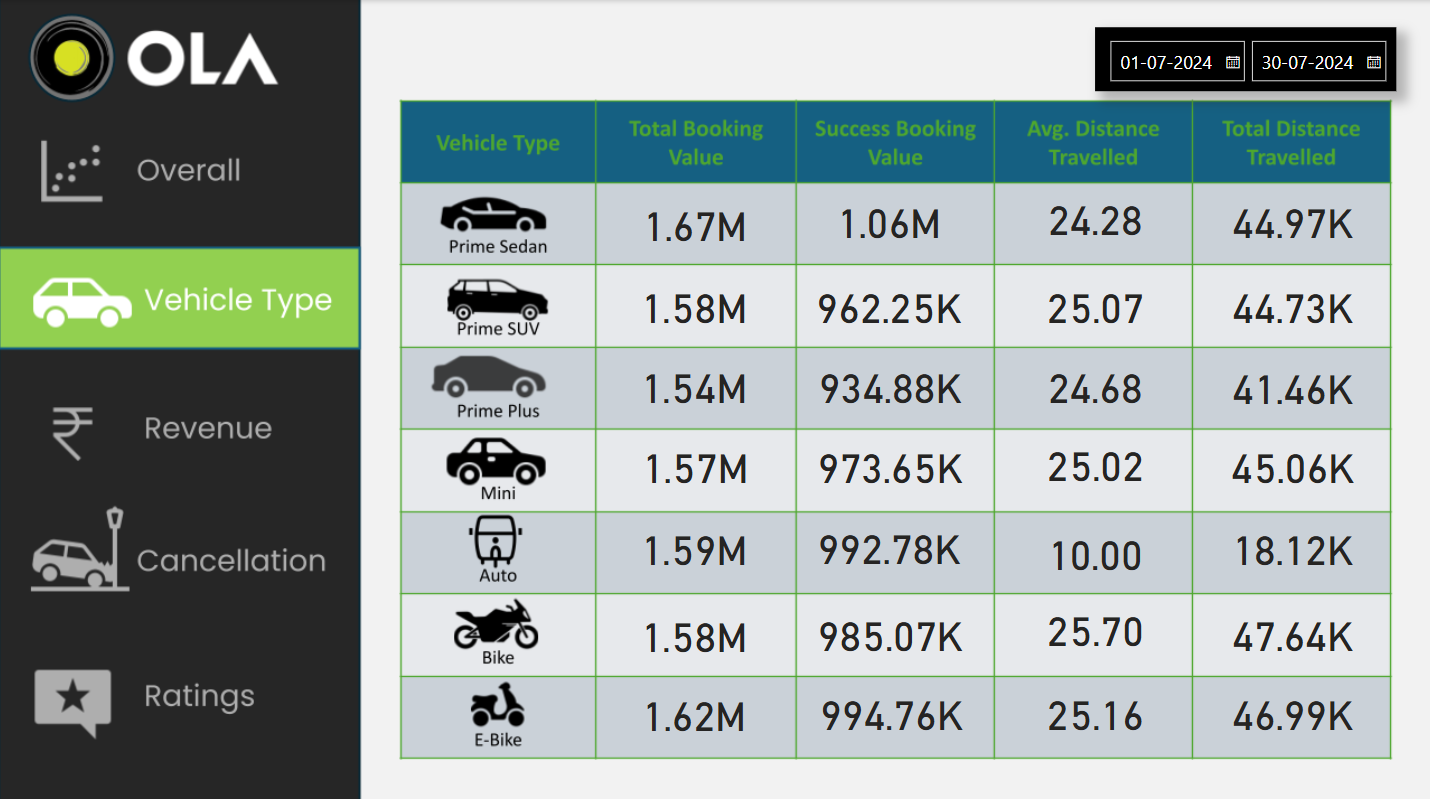 OLA
01-07-2024 30-07-2024
Overall
Vehicle Type
Revenue
Cancellation
Ratings
Vehicle Type Total Booking Value Success Booking Value Avg. Distance Travelled Total Distance Travelled
Prime Sedan 1.67M 1.06M 24.28 44.97K
Prime SUV 1.58M 962.25K 25.07 44.73K
Prime Plus 1.54M 934.88K 24.68 41.46K
Mini 1.57M 973.65K 25.02 45.06K
Auto 1.59M 992.78K 10.00 18.12K
Bike 1.58M 985.07K 25.70 47.64K
E-Bike 1.62M 994.76K 25.16 46.99K